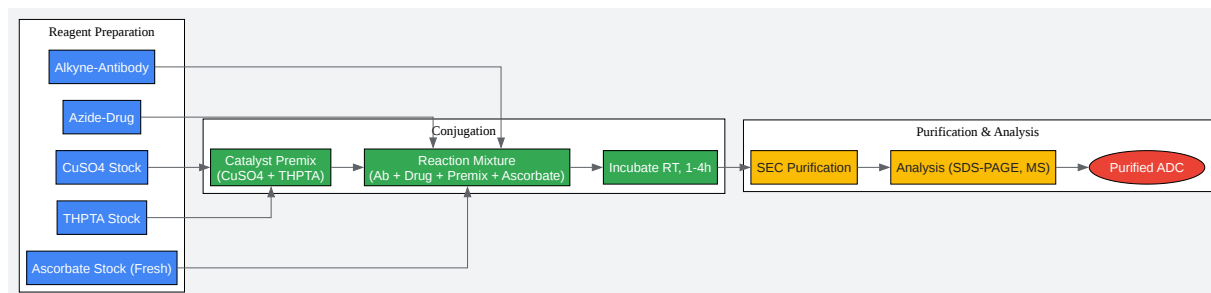 Reagent Preparation
Alkyne-Antibody
Azide-Drug
CuSO4 Stock
THPTA Stock
Ascorbate Stock (Fresh)
Conjugation
Catalyst Premix
(CuSO4 + THPTA)
Reaction Mixture
(Ab + Drug + Premix + Ascorbate)
Incubate RT, 1-4h
Purification & Analysis
SEC Purification
Analysis (SDS-PAGE, MS)
Purified ADC